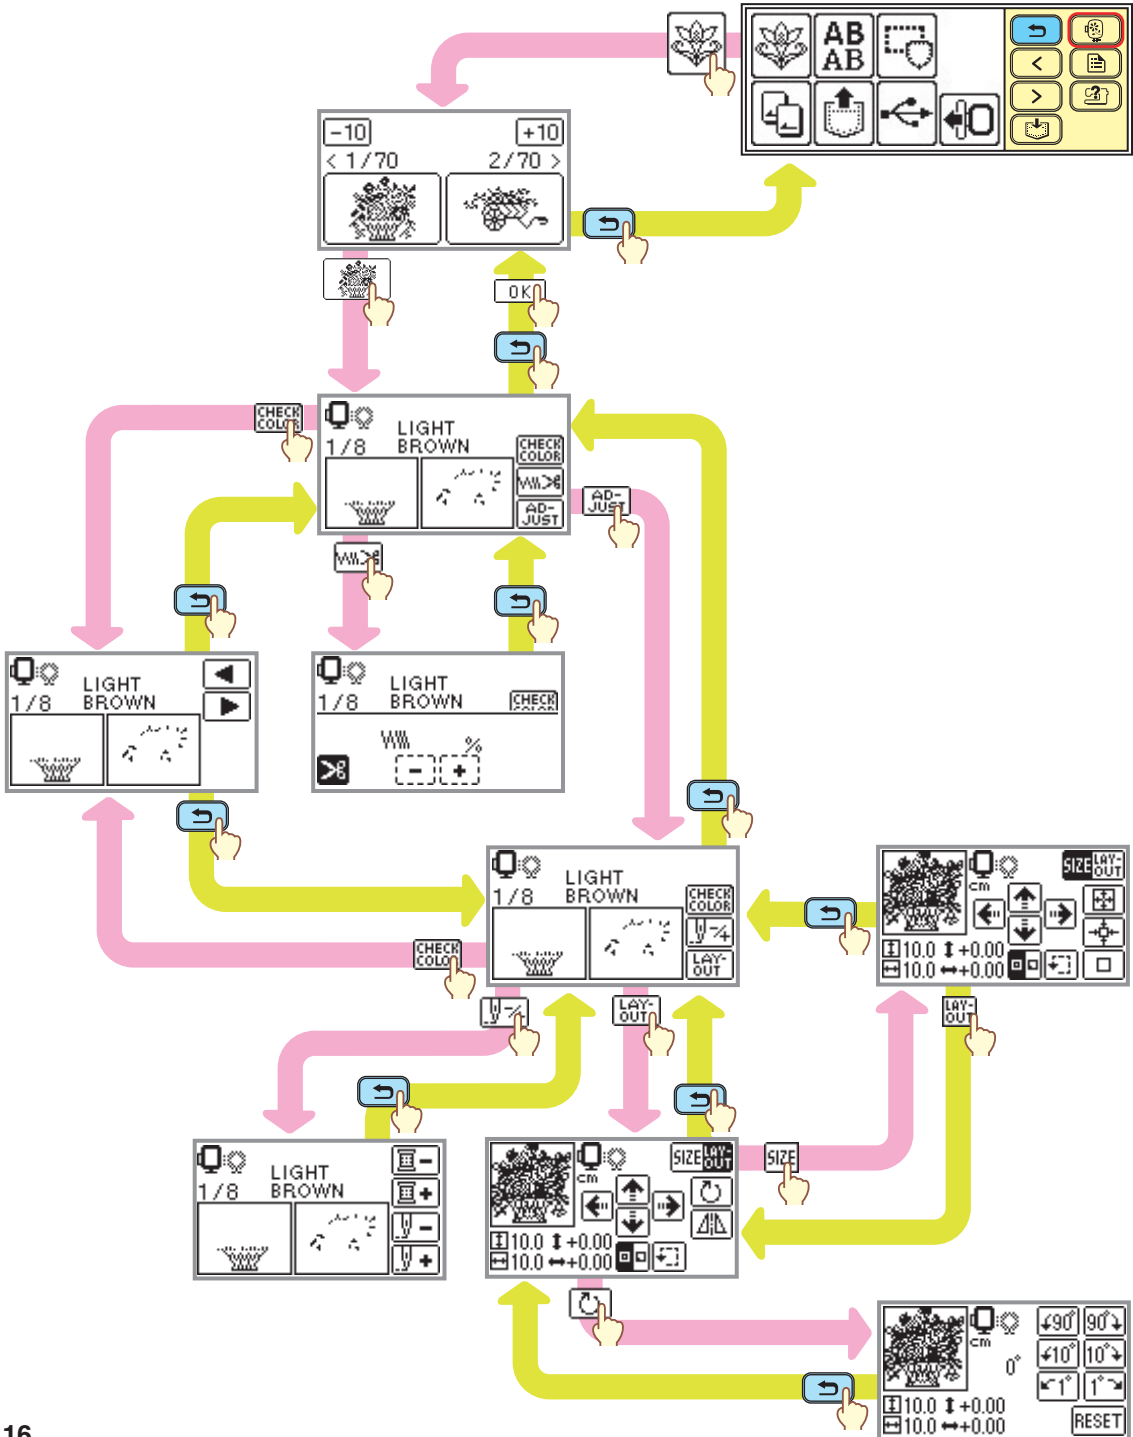 AB
AB
-10 +10
< 1/70 2/70 >
OK
CHECK
COLOR
LIGHT
1/8 BROWN
CHECK
COLOR
AD-
JUST
AD-
JUST
LIGHT
1/8 BROWN
LIGHT
1/8 BROWN
CHECK
COLOR
%
- +
LIGHT
1/8 BROWN
CHECK
COLOR
LAY-
OUT
SIZE LAY-
OUT
cm
10.0 +0.00
10.0 +0.00
CHECK
COLOR
LAY-
OUT
LAY-
OUT
LIGHT
1/8 BROWN
-
+
-
+
SIZE LAY-
OUT
cm
10.0 +0.00
10.0 +0.00
SIZE
cm
90° 90°
0° 10° 10°
1° 1°
10.0 +0.00
10.0 +0.00
RESET
16